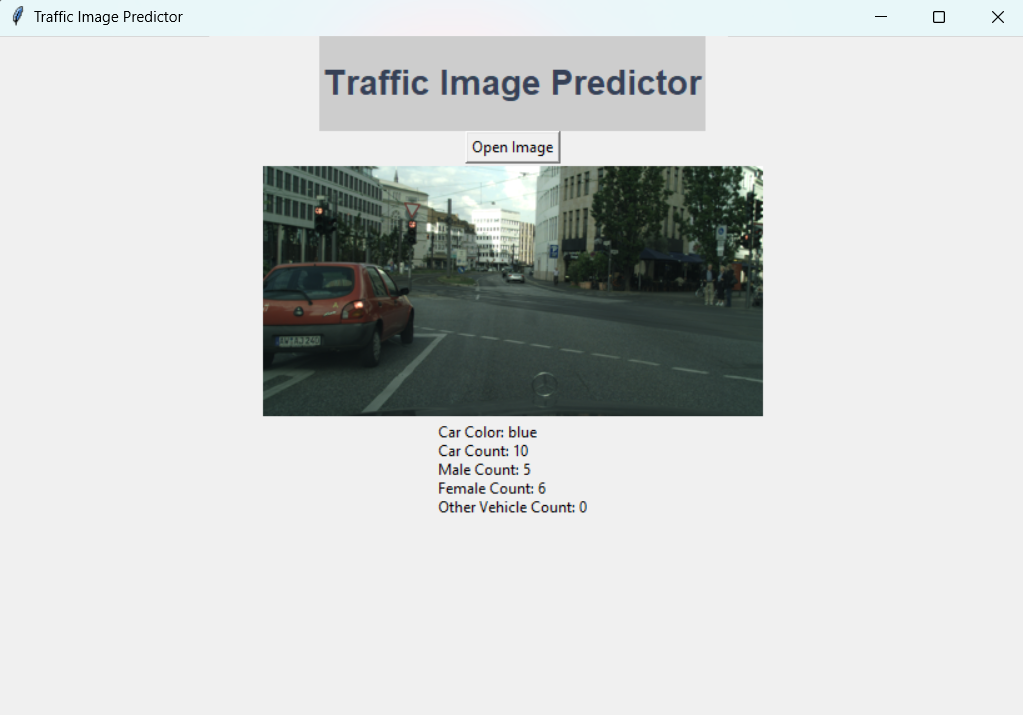 Traffic Image Predictor
Traffic Image Predictor
Open Image
Car Color: blue
Car Count: 10
Male Count: 5
Female Count: 6
Other Vehicle Count: 0